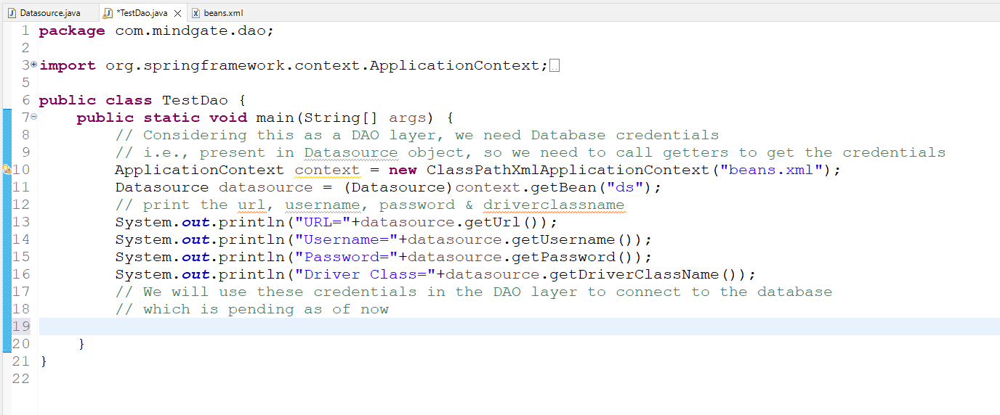 Datasource.java *TestDao.java beans.xml
1 package com.mindgate.dao;
2
3 import org.springframework.context.ApplicationContext;
5
6 public class TestDao {
7 public static void main(String[] args) {
8 // Considering this as a DAO layer, we need Database credentials
9 // i.e., present in Datasource object, so we need to call getters to get the credentials
10 ApplicationContext context = new ClassPathXmlApplicationContext("beans.xml");
11 Datasource datasource = (Datasource)context.getBean("ds");
12 // print the url, username, password & driverclassname
13 System.out.println("URL="+datasource.getUrl());
14 System.out.println("Username="+datasource.getUsername());
15 System.out.println("Password="+datasource.getPassword());
16 System.out.println("Driver Class="+datasource.getDriverClassName());
17 // We will use these credentials in the DAO layer to connect to the database
18 // which is pending as of now
19
20 }
21 }
22